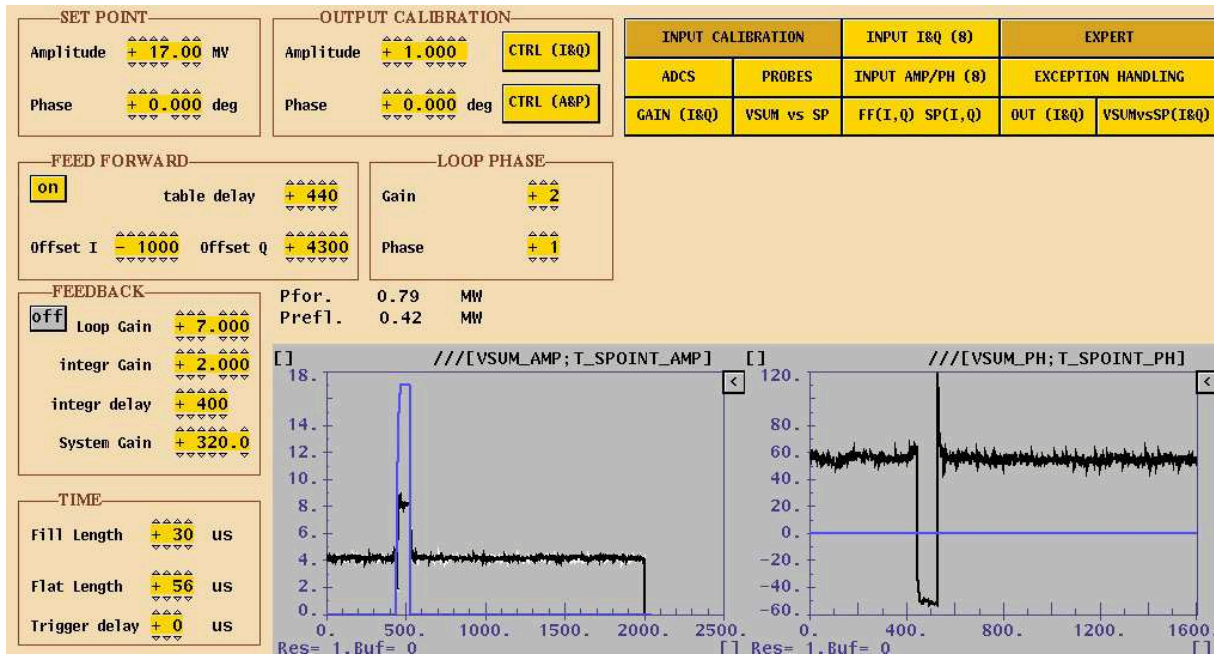 SET POINT
Amplitude + 17.00 MV
Phase + 0.000 deg
OUTPUT CALIBRATION
Amplitude + 1.000 CTRL (I&Q)
Phase + 0.000 deg CTRL (A&P)
INPUT CALIBRATION INPUT I&Q (8) EXPERT
ADCS PROBES INPUT AMP/PH (8) EXCEPTION HANDLING
GAIN (I&Q) VSUM vs SP FF(I,Q) SP(I,Q) OUT (I&Q) VSUMvsSP(I&Q)
FEED FORWARD
on table delay + 440
Offset I - 1000 Offset Q + 4300
LOOP PHASE
Gain + 2
Phase + 1
FEEDBACK
off Loop Gain + 7.000
integr Gain + 2.000
integr delay + 400
System Gain + 320.0
Pfor. 0.79 MW
Prefl. 0.42 MW
TIME
Fill Length + 30 us
Flat Length + 56 us
Trigger delay + 0 us
[] ///[VSUM_AMP;T_SPOINT_AMP]
<
18.
14.
12.
10.
8.
6.
4.
2.
0.
0. 500. 1000. 1500. 2000. 2500.
Res= 1.Buf= 0 []
[] ///[VSUM_PH;T_SPOINT_PH]
<
120.
80.
60.
40.
20.
0.
-20.
-40.
-60.
0. 400. 800. 1200. 1600.
Res= 1.Buf= 0 []